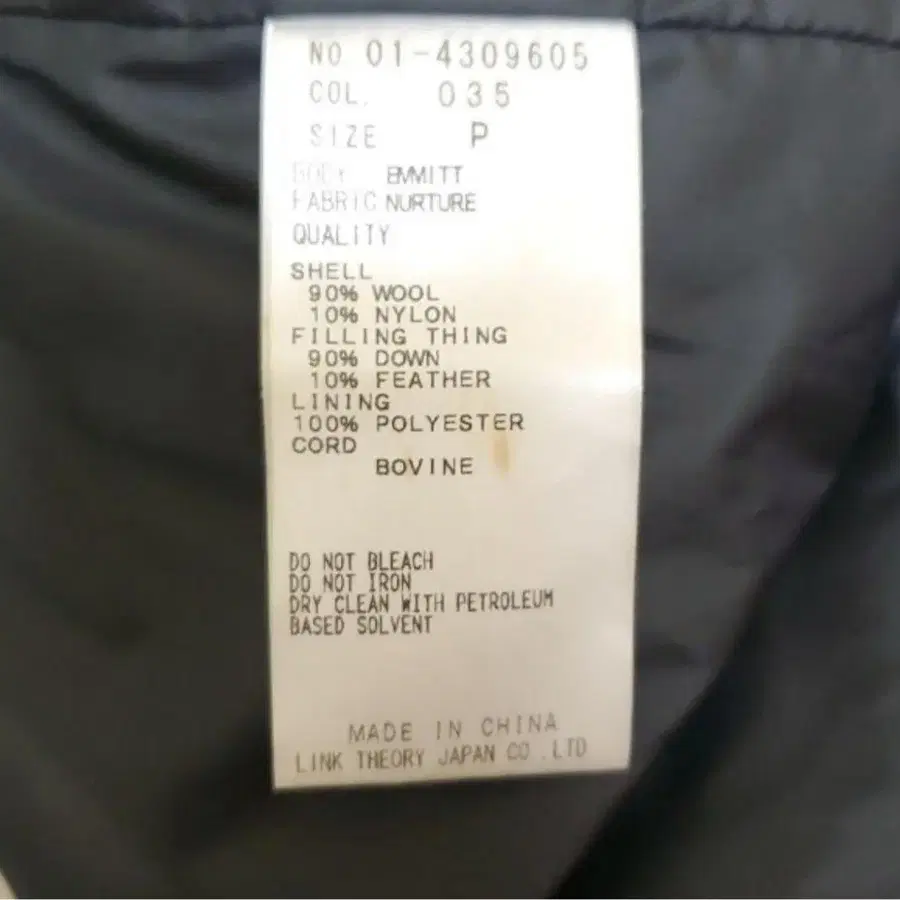 NO 01-4309605
COL. 035
SIZE P
BODY EMMITT
FABRIC NURTURE
QUALITY
SHELL
90% WOOL
10% NYLON
FILLING THING
90% DOWN
10% FEATHER
LINING
100% POLYESTER
CORD
BOVINE
DO NOT BLEACH
DO NOT IRON
DRY CLEAN WITH PETROLEUM
BASED SOLVENT
MADE IN CHINA
LINK THEORY JAPAN CO.,LTD